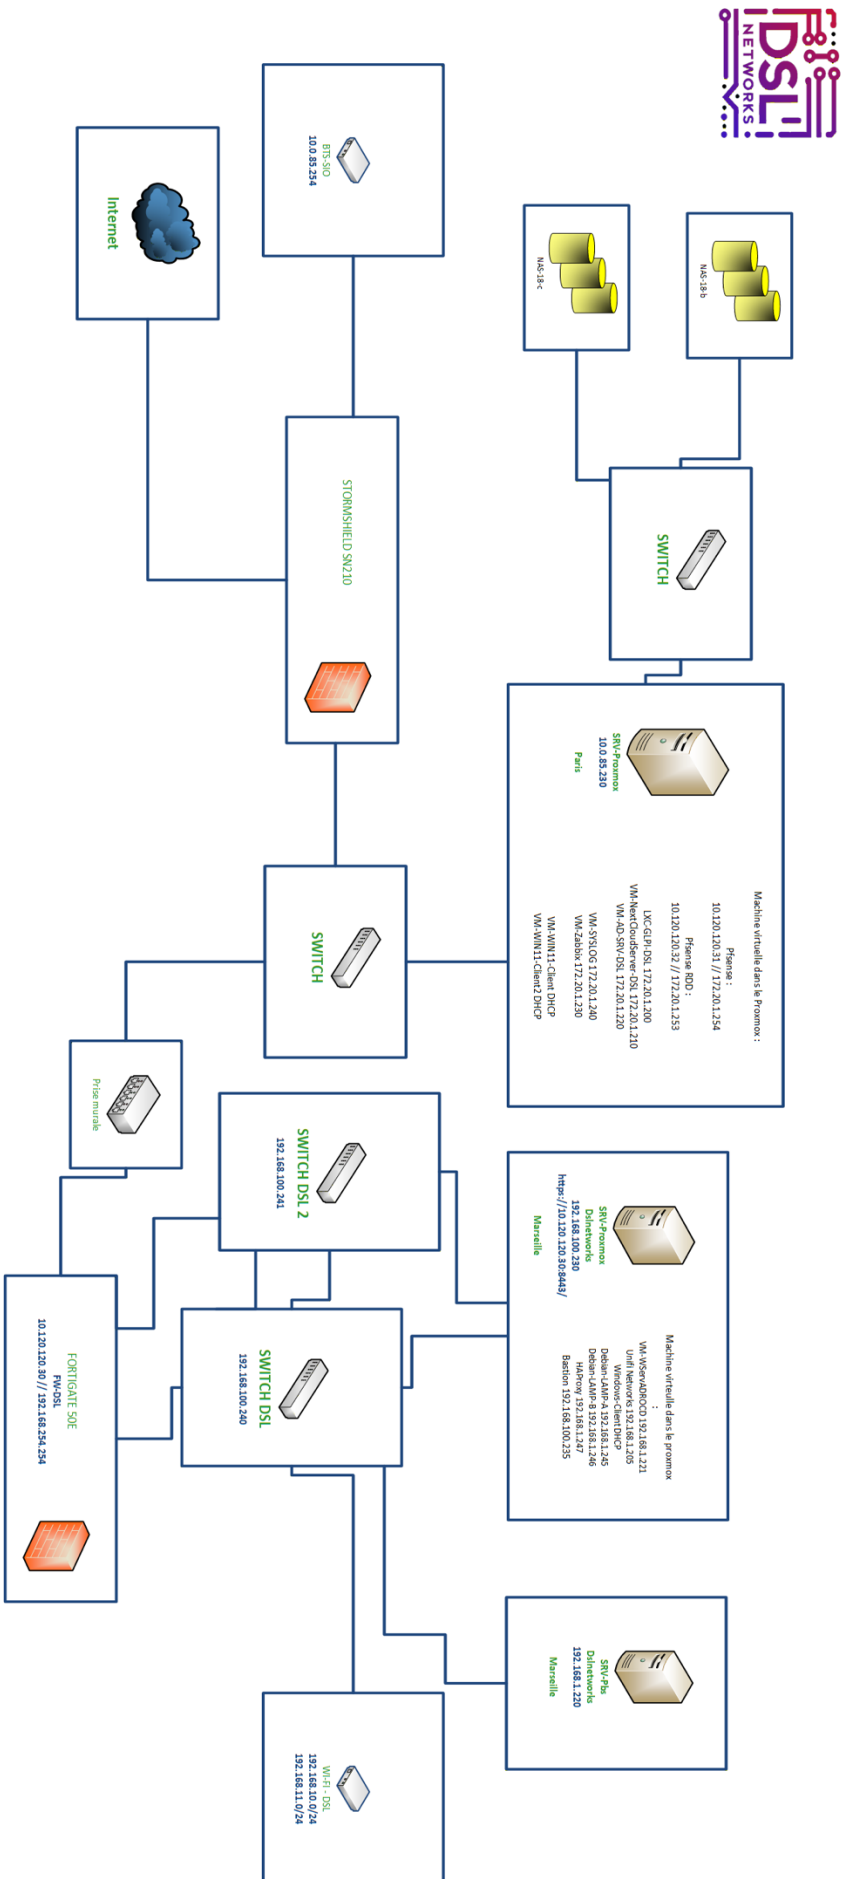 DSL
NETWORKS
NAS-18-b
NAS-18-c
BTS-SIO
10.0.85.254
Internet
SWITCH
STORMSHIELD SN210
SRV-Proxmox
10.0.85.230
Paris
Machine virtuelle dans le Proxmox :
Pfsense :
10.120.120.31 // 172.20.1.254
Pfsense RDD :
10.120.120.32 // 172.20.1.253
LXC-GLPI-DSL 172.20.1.200
VM-NextCloudServer-DSL 172.20.1.210
VM-AD-SRV-DSL 172.20.1.220
VM-SYSLOG 172.20.1.240
VM-Zabbix 172.20.1.230
VM-WIN11-Client DHCP
VM-WIN11-Client2 DHCP
SWITCH
Prise murale
SWITCH DSL 2
192.168.100.241
SRV-Proxmox
Dslnetworks
192.168.100.230
https://10.120.120.30:8443/
Marseille
Machine virteulle dans le proxmox
:
VM-WServADROCD 192.168.1.221
Unifi Networks 192.168.1.205
Windows-Client DHCP
Debian-LAMP-A 192.168.1.245
Debian-LAMP-B 192.168.1.246
HAProxy 192.168.1.247
Bastion 192.168.100.235
SWITCH DSL
192.168.100.240
FORTIGATE 50E
FW-DSL
10.120.120.30 // 192.168.254.254
SRV-Pbs
Dslnetworks
192.168.1.220
Marseille
WI-FI - DSL
192.168.10.0/24
192.168.11.0/24